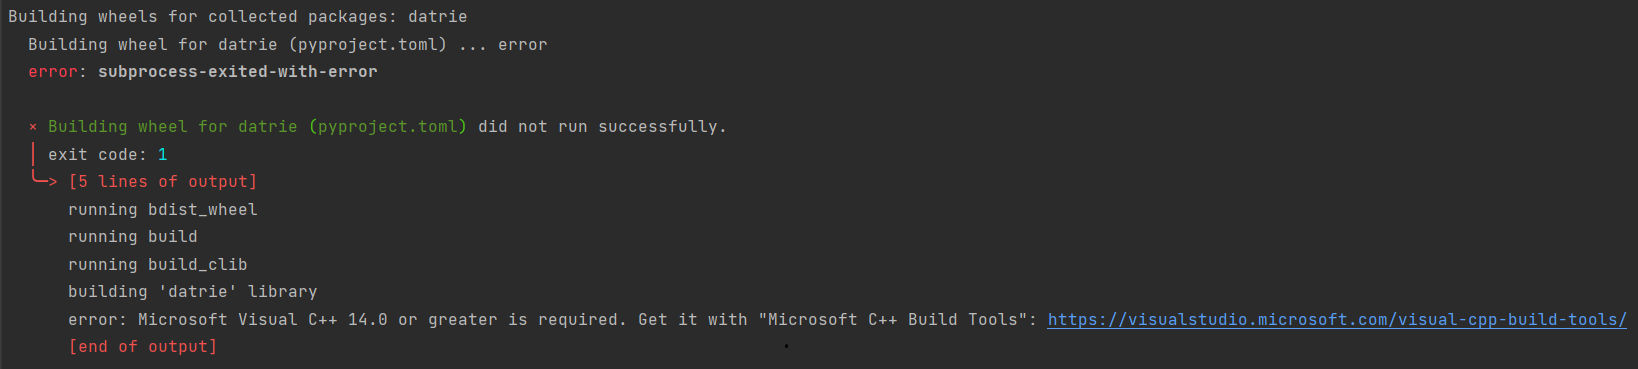 Building wheels for collected packages: datrie
Building wheel for datrie (pyproject.toml) ... error
error: subprocess-exited-with-error
× Building wheel for datrie (pyproject.toml) did not run successfully.
│ exit code: 1
╰─> [5 lines of output]
running bdist_wheel
running build
running build_clib
building 'datrie' library
error: Microsoft Visual C++ 14.0 or greater is required. Get it with "Microsoft C++ Build Tools": https://visualstudio.microsoft.com/visual-cpp-build-tools/
[end of output]